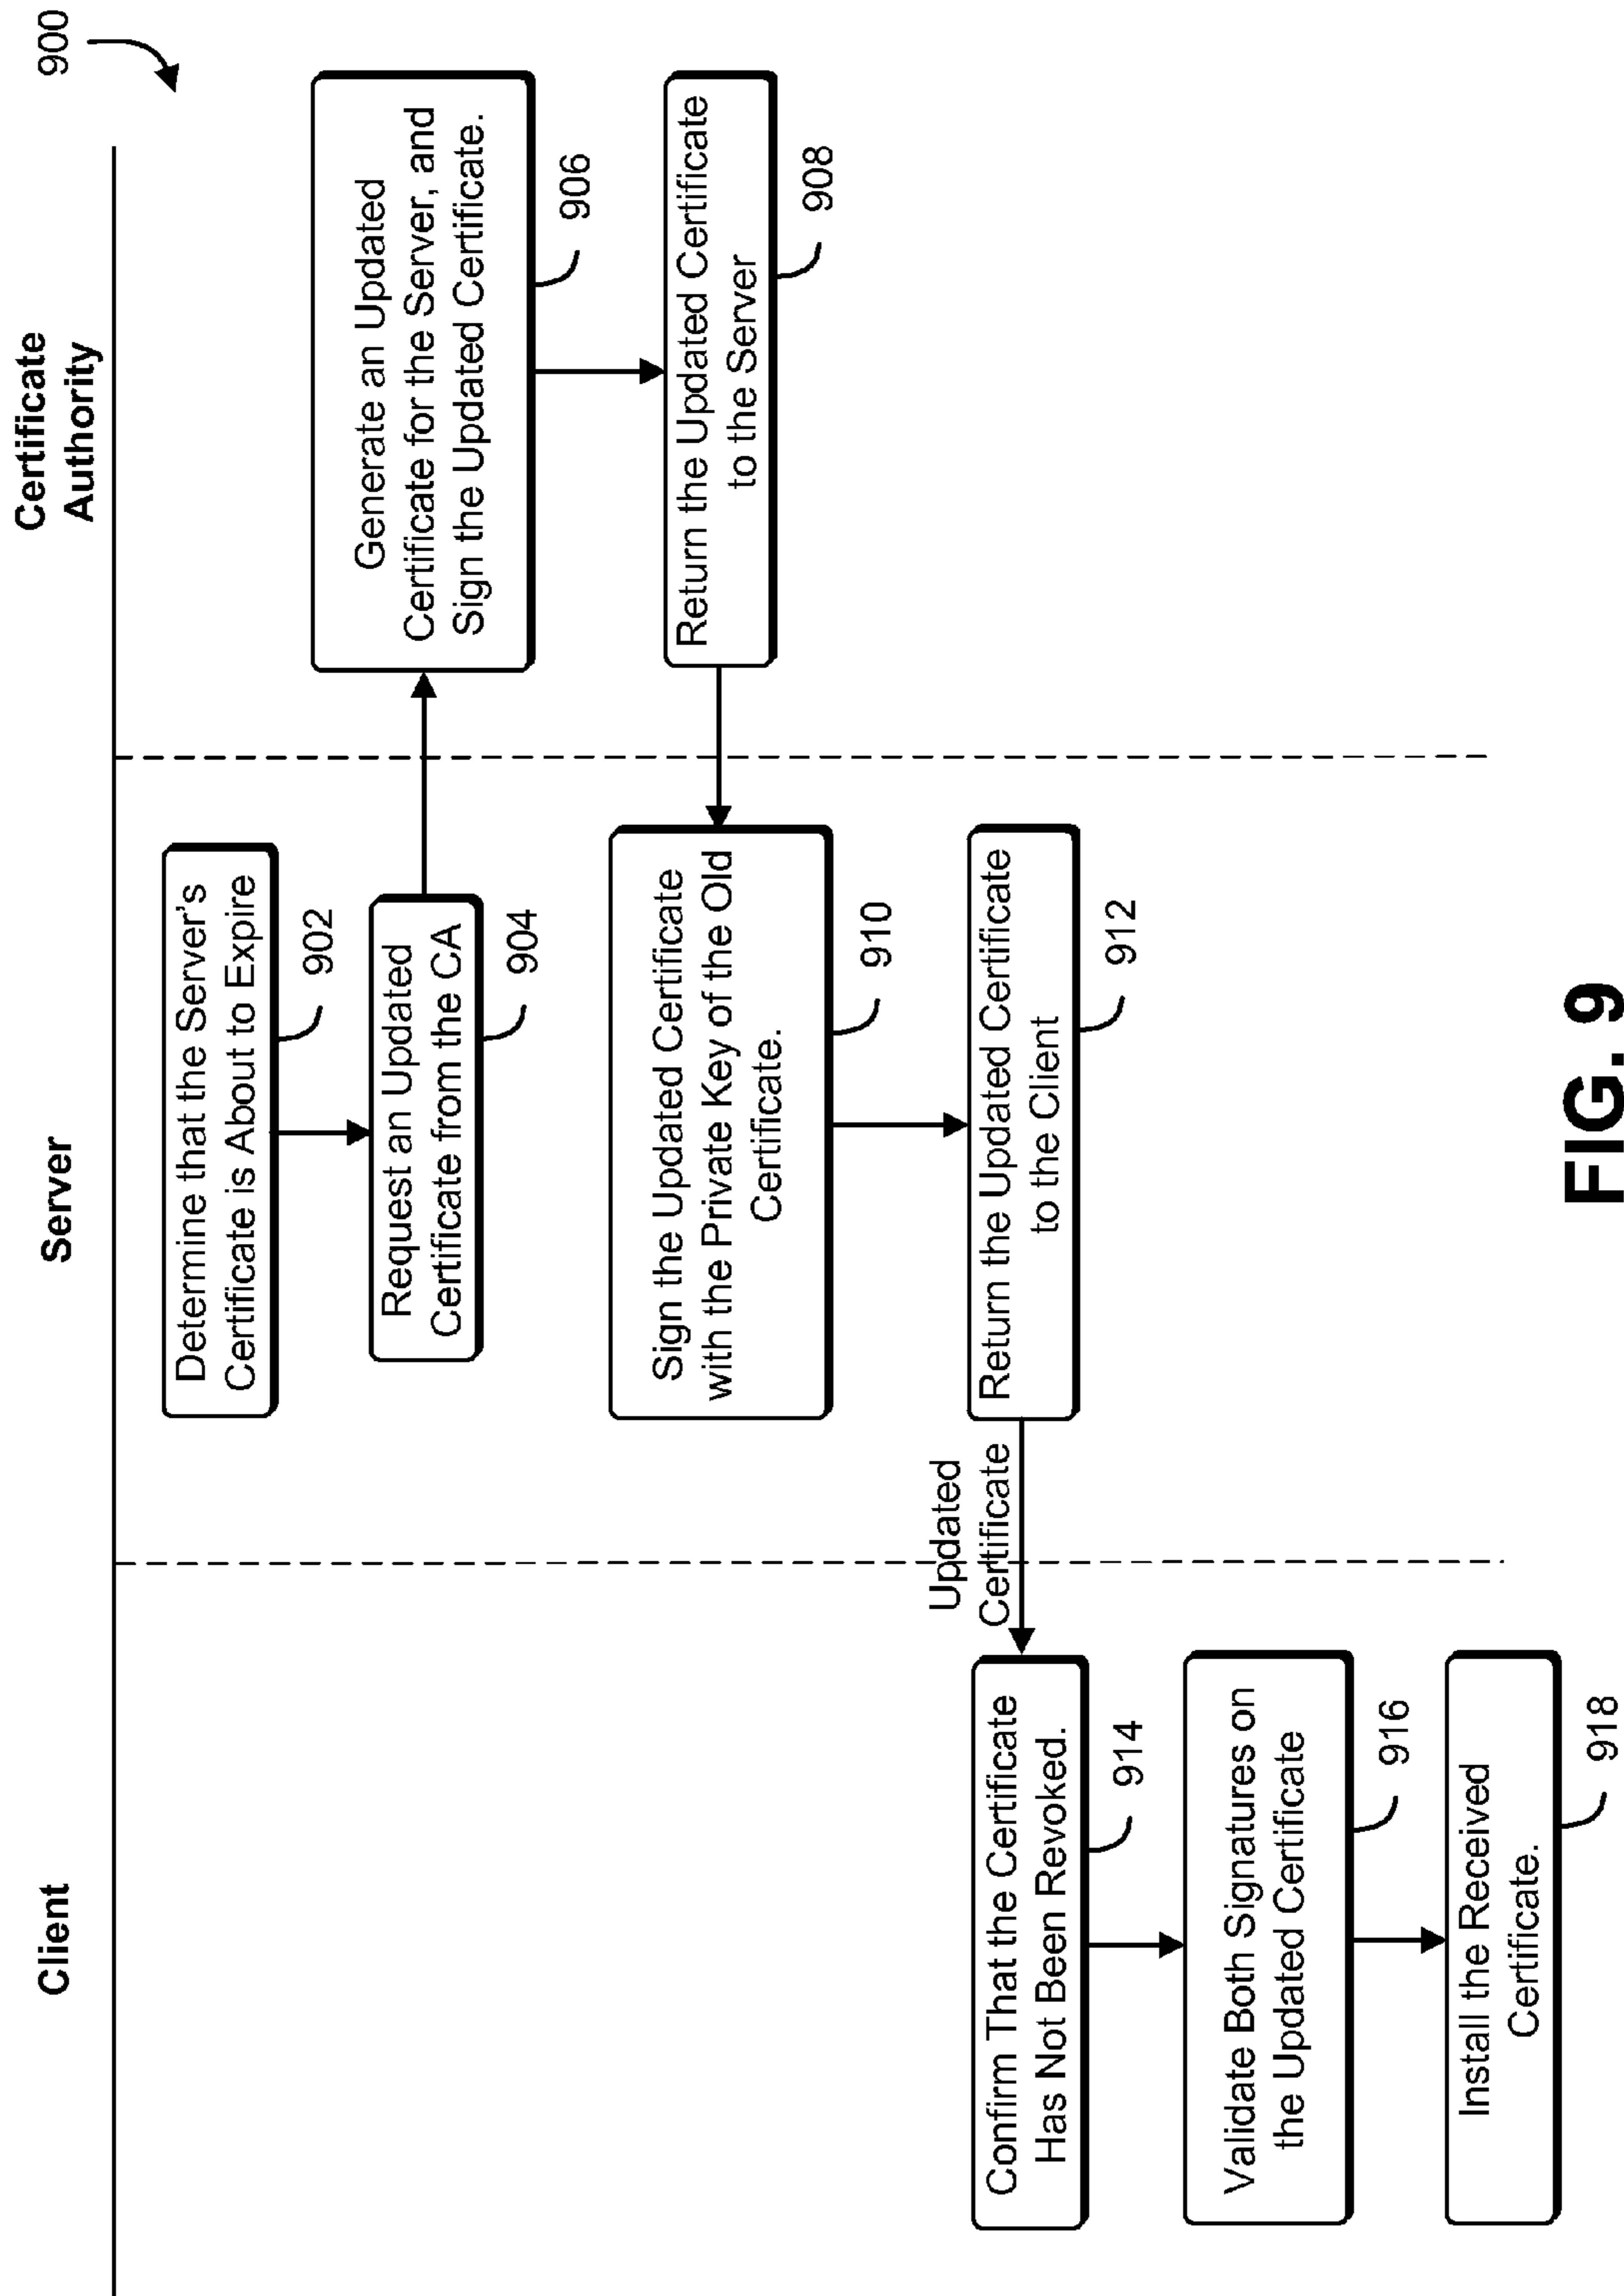 900
Client
Server
Certificate
Authority
Determine that the Server's
Certificate is About to Expire
902
Request an Updated
Certificate from the CA
904
Generate an Updated
Certificate for the Server, and
Sign the Updated Certificate.
906
Return the Updated Certificate
to the Server
908
Sign the Updated Certificate
with the Private Key of the Old
Certificate.
910
Return the Updated Certificate
to the Client
912
Updated
Certificate
Confirm That the Certificate
Has Not Been Revoked.
914
Validate Both Signatures on
the Updated Certificate
916
Install the Received
Certificate.
918
FIG. 9